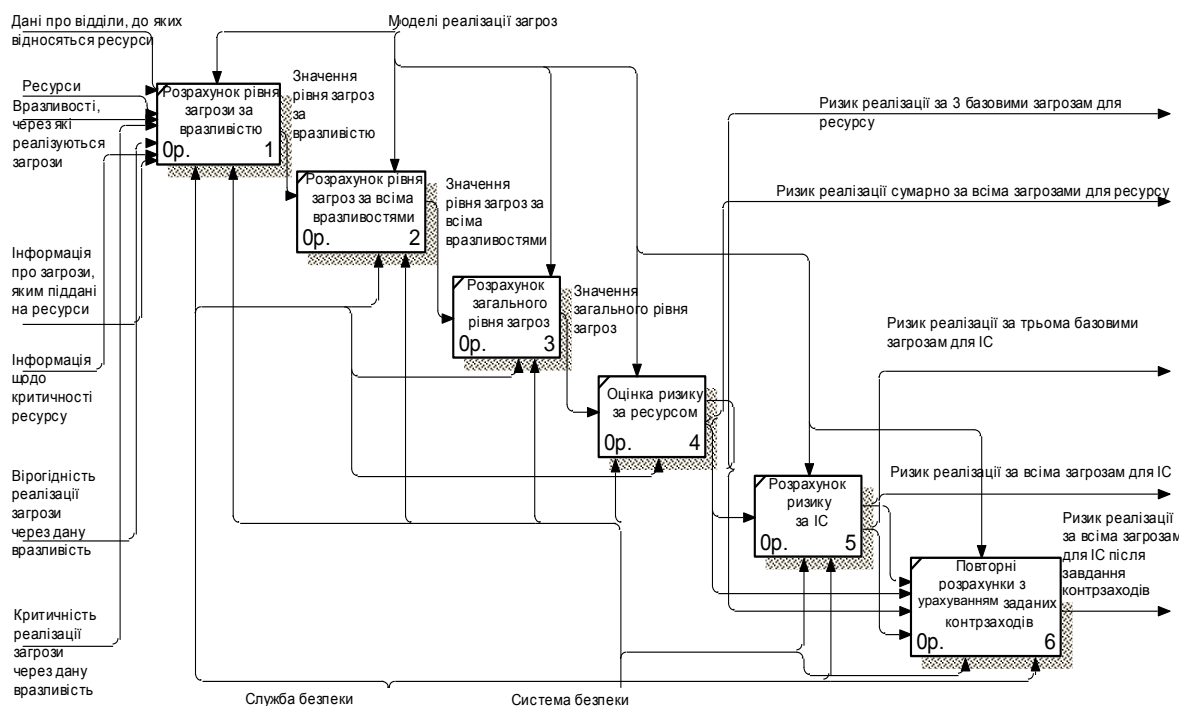 Дані про відділи, до яких
відносяться ресурси
Моделі реалізації загроз
Ресурси
Вразливості,
через які
реалізуються
загрози
Інформація
про загрози,
яким піддані
на ресурси
Інформація
щодо
критичності
ресурсу
Вірогідність
реалізації
загрози
через дану
вразливість
Критичність
реалізації
загрози
через дану
вразливість
Розрахунок рівня
загрози за
вразливістю
0р. 1
Значення
рівня загроз
за
вразливістю
Розрахунок рівня
загроз за всіма
вразливостями
0р. 2
Значення
рівня загроз за
всіма
вразливостями
Розрахунок
загального
рівня загроз
0р. 3
Значення
загального рівня
загроз
Оцінка ризику
за ресурсом
0р. 4
Розрахунок
ризику
за ІС
0р. 5
Повторні
розрахунки з
урахуванням заданих
контрзаходів
0р. 6
Ризик реалізації за 3 базовими загрозам для
ресурсу
Ризик реалізації сумарно за всіма загрозами для ресурсу
Ризик реалізації за трьома базовими
загрозам для ІС
Ризик реалізації за всіма загрозам для ІС
Ризик реалізації
за всіма загрозам
для ІС після
завдання
контрзаходів
Служба безпеки
Система безпеки